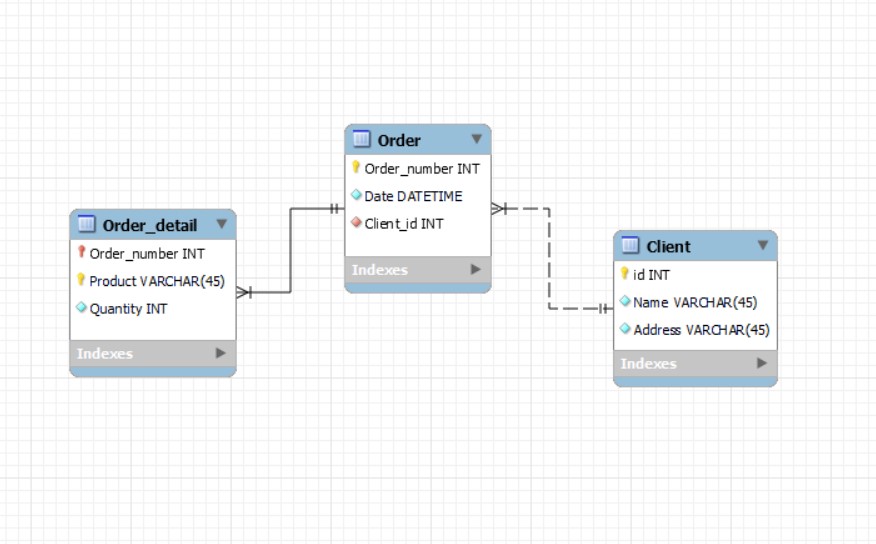 Order_detail
Order_number INT
Product VARCHAR(45)
Quantity INT
Indexes
Order
Order_number INT
Date DATETIME
Client_id INT
Indexes
Client
id INT
Name VARCHAR(45)
Address VARCHAR(45)
Indexes